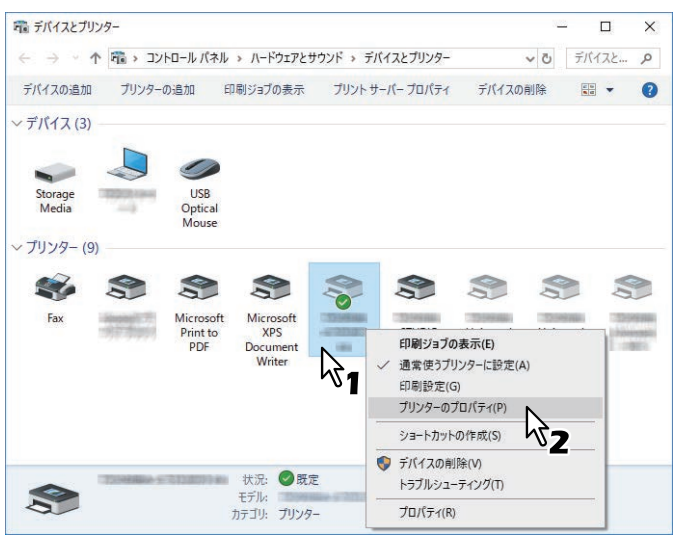 デバイスとプリンター
コントロール パネル › ハードウェアとサウンド › デバイスとプリンター
デバイスと...
デバイスの追加 プリンターの追加 印刷ジョブの表示 プリント サーバー プロパティ デバイスの削除
デバイス (3)
Storage
Media
USB
Optical
Mouse
プリンター (9)
Fax
Microsoft
Print to
PDF
Microsoft
XPS
Document
Writer
1
印刷ジョブの表示(E)
✓ 通常使うプリンターに設定(A)
印刷設定(G)
プリンターのプロパティ(P)
2
ショートカットの作成(S)
デバイスの削除(V)
トラブルシューティング(T)
プロパティ(R)
状況: 既定
モデル:
カテゴリ: プリンター